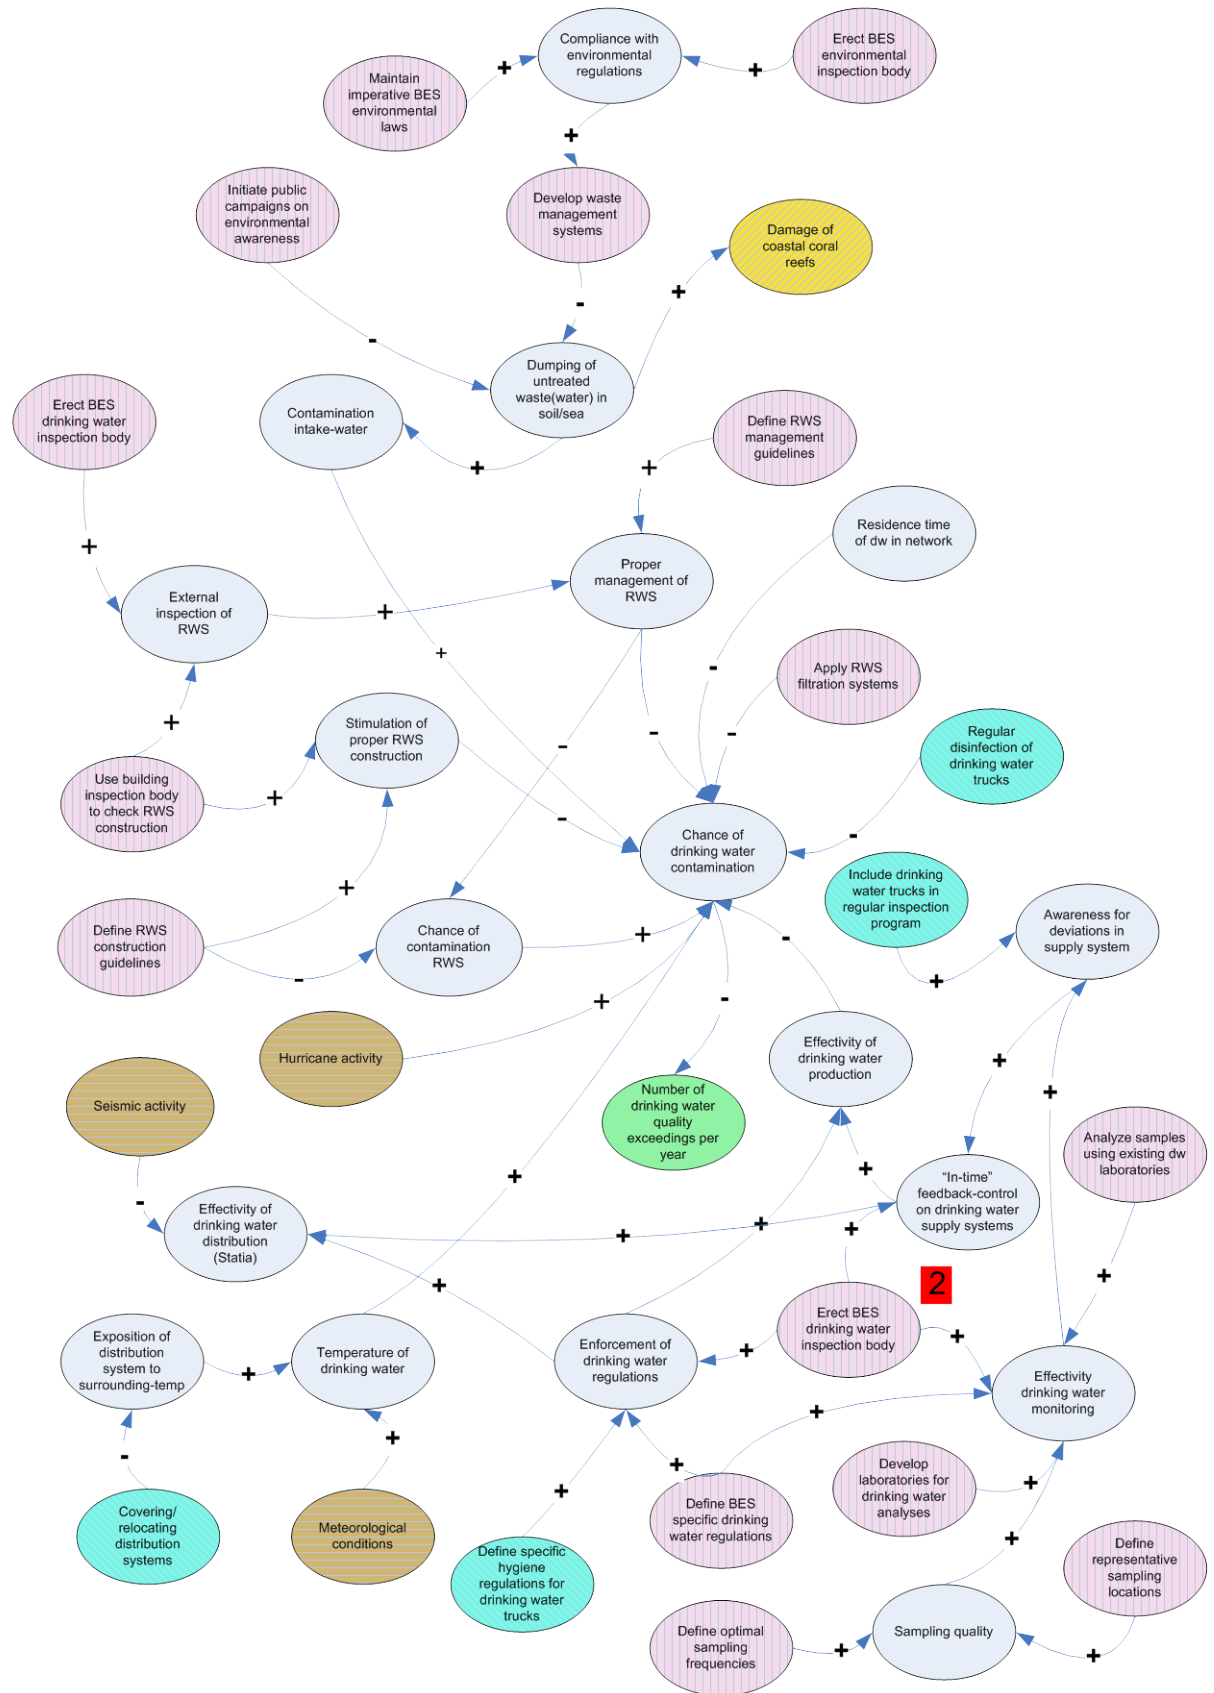 Compliance with
environmental
regulations
Erect BES
environmental
inspection body
Maintain
imperative BES
environmental
laws
+
+
+
Initiate public
campaigns on
environmental
awareness
Develop waste
management
systems
Damage of
coastal coral
reefs
+
-
-
Dumping of
untreated
waste(water) in
soil/sea
Erect BES
drinking water
inspection body
Contamination
intake-water
Define RWS
management
guidelines
+
+
Residence time
of dw in network
+
Proper
management of
RWS
External
inspection of
RWS
+
+
-
Apply RWS
filtration systems
Stimulation of
proper RWS
construction
+
-
-
-
Regular
disinfection of
drinking water
trucks
Use building
inspection body
to check RWS
construction
+
-
-
Chance of
drinking water
contamination
Include drinking
water trucks in
regular inspection
program
+
Awareness for
deviations in
supply system
Define RWS
construction
guidelines
-
Chance of
contamination
RWS
+
-
+
-
+
Hurricane activity
Effectivity of
drinking water
production
+
+
Seismic activity
Number of
drinking water
quality
exceedings per
year
Analyze samples
using existing dw
laboratories
+
+
-
Effectivity of
drinking water
distribution
(Statia)
“In-time”
feedback-control
on drinking water
supply systems
+
+
+
+
+
2
Erect BES
drinking water
inspection body
Exposition of
distribution
system to
surrounding-temp
+
Temperature of
drinking water
Enforcement of
drinking water
regulations
+
+
Effectivity
drinking water
monitoring
-
+
+
+
Develop
laboratories for
drinking water
analyses
+
Covering/
relocating
distribution
systems
Meteorological
conditions
+
Define BES
specific drinking
water regulations
Define specific
hygiene
regulations for
drinking water
trucks
+
Define
representative
sampling
locations
Define optimal
sampling
frequencies
+
Sampling quality
+